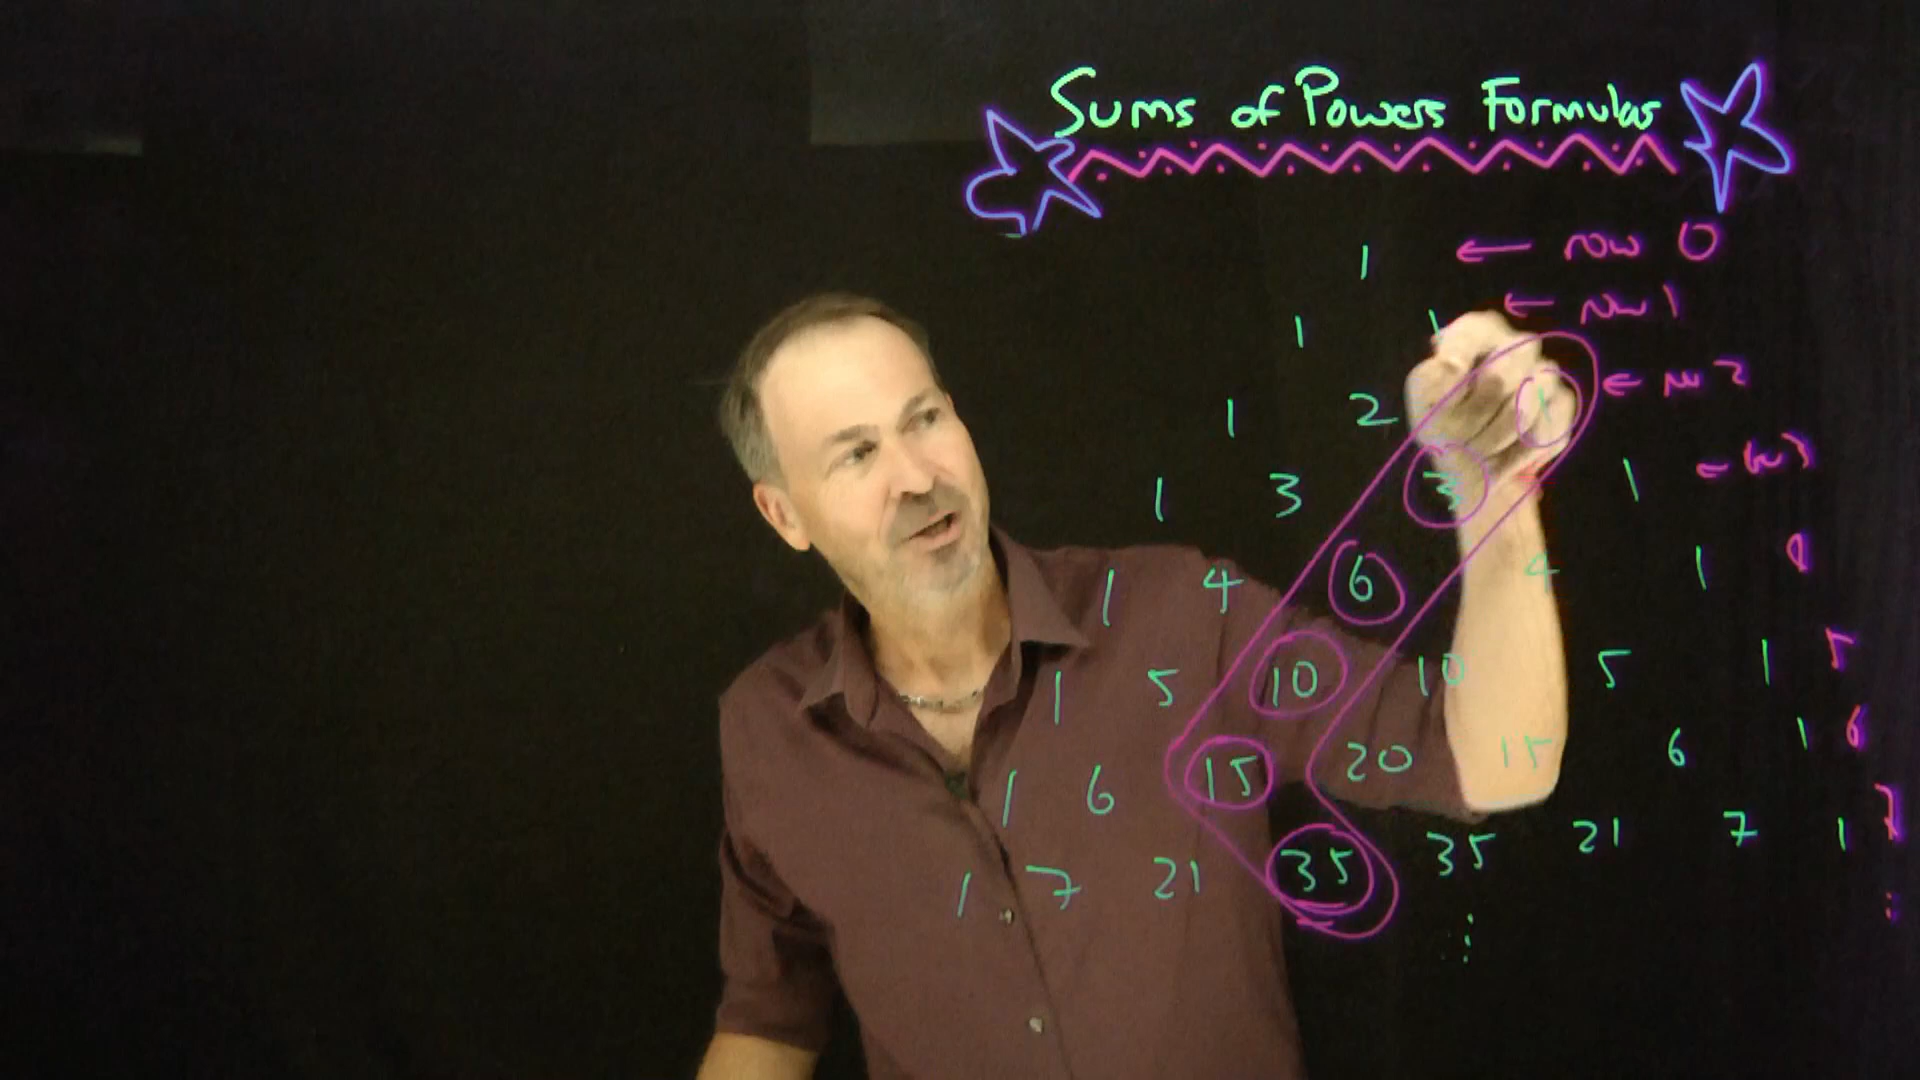 Sums of Powers Formulas
1 ← row 0
1 1 ← row 1
1 2 1 ← row 2
1 3 3 1 ← row 3
1 4 6 4 1
1 5 10 10 5 1 5
1 6 15 20 15 6 1 6
1 7 21 35 35 21 7 1 7